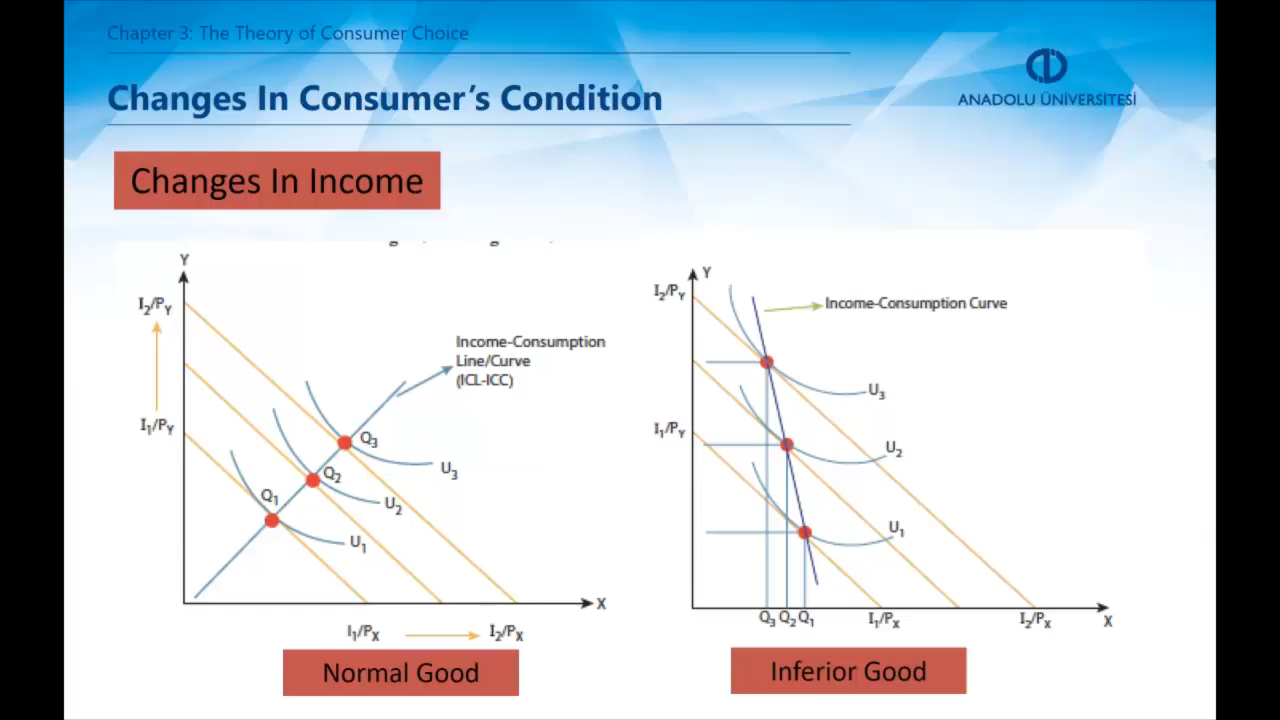 Chapter 3: The Theory of Consumer Choice
Changes In Consumer's Condition
ANADOLU ÜNİVERSİTESİ
Changes In Income
Y
I₂/P_Y
I₁/P_Y
Income-Consumption
Line/Curve
(ICL-ICC)
Q₃
Q₂
Q₁
U₃
U₂
U₁
X
I₁/P_X
I₂/P_X
Normal Good
Y
I₂/P_Y
Income-Consumption Curve
U₃
I₁/P_Y
U₂
U₁
Q₃ Q₂ Q₁
I₁/P_X
I₂/P_X
X
Inferior Good